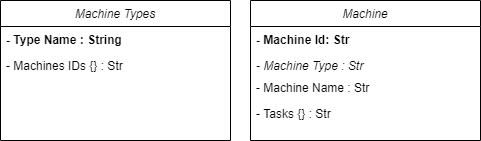 Machine Types
- Type Name : String
- Machines IDs {} : Str
Machine
- Machine Id: Str
- Machine Type : Str
- Machine Name : Str
- Tasks {} : Str